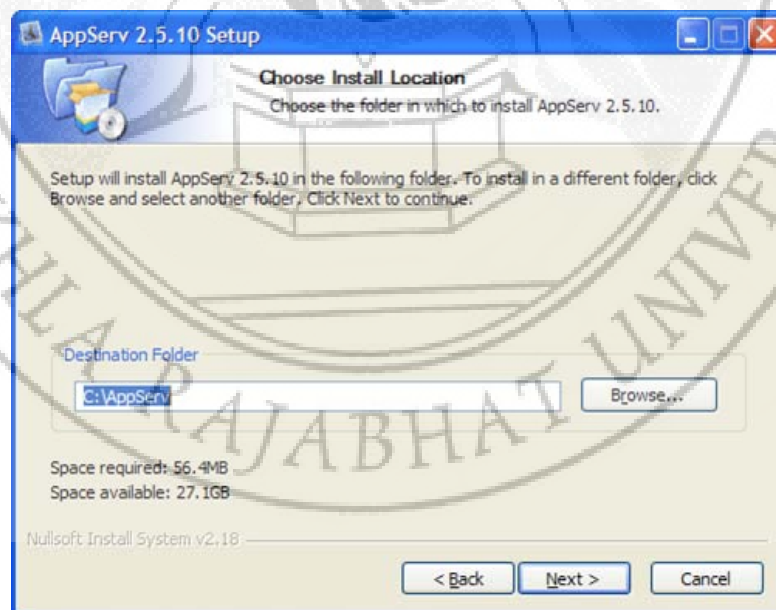 AppServ 2.5.10 Setup
Choose Install Location
Choose the folder in which to install AppServ 2.5.10.
Setup will install AppServ 2.5.10 in the following folder. To install in a different folder, click
Browse and select another folder. Click Next to continue.
Destination Folder
C:\AppServ
Browse...
Space required: 56.4MB
Space available: 27.1GB
Nullsoft Install System v2.18
< Back
Next >
Cancel
RAJABHAT